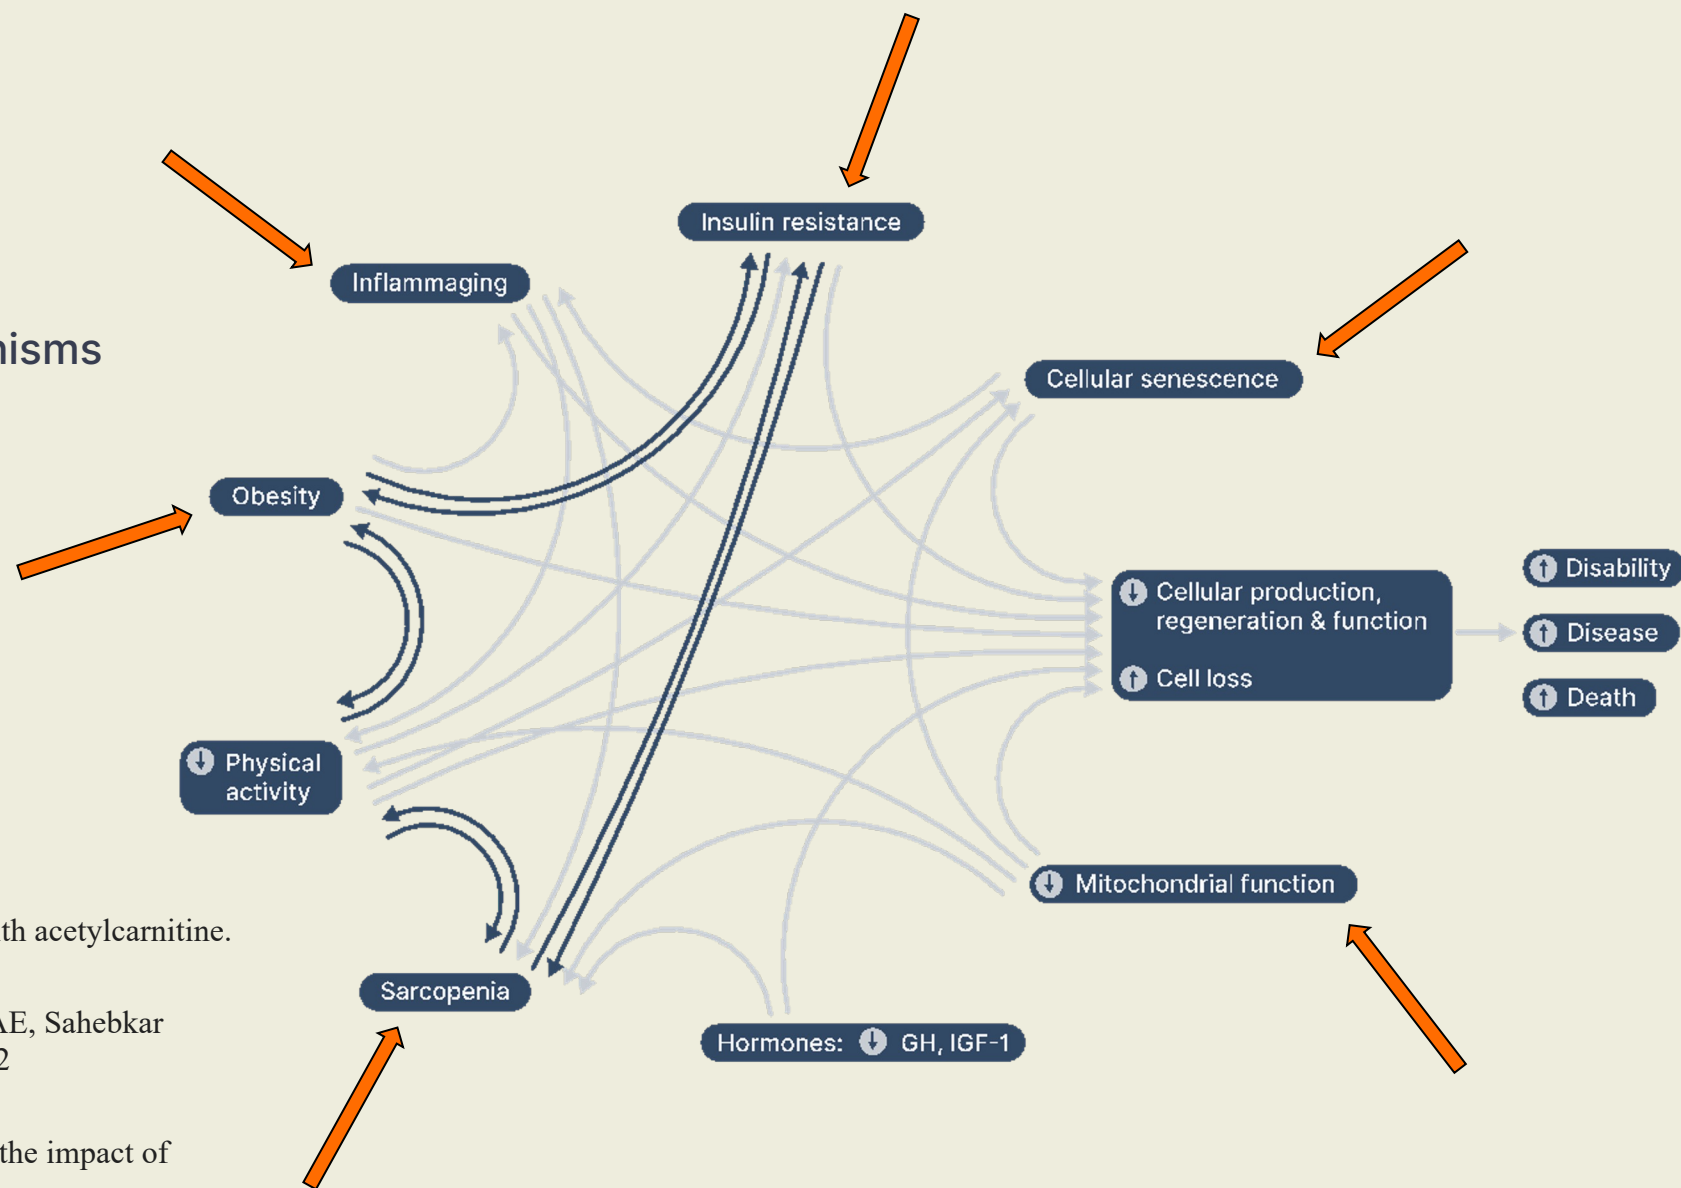 Insulin resistance
Inflammaging
nisms
Cellular senescence
Obesity
↓ Cellular production,
regeneration & function
↑ Cell loss
↑ Disability
↑ Disease
↑ Death
↓ Physical
activity
↓ Mitochondrial function
th acetylcarnitine.
Sarcopenia
AE, Sahebkar
2
Hormones: ↓ GH, IGF-1
the impact of